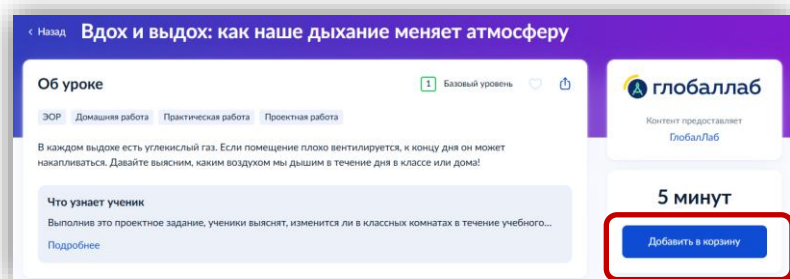 ‹ Назад Вдох и выдох: как наше дыхание меняет атмосферу
Об уроке
1 Базовый уровень
ЭОР Домашняя работа Практическая работа Проектная работа
В каждом выдохе есть углекислый газ. Если помещение плохо вентилируется, к концу дня он может
накапливаться. Давайте выясним, каким воздухом мы дышим в течение дня в классе или дома!
Что узнает ученик
Выполнив это проектное задание, ученики выяснят, изменится ли в классных комнатах в течение учебного...
Подробнее
глобаллаб
Контент предоставляет
ГлобалЛаб
5 минут
Добавить в корзину